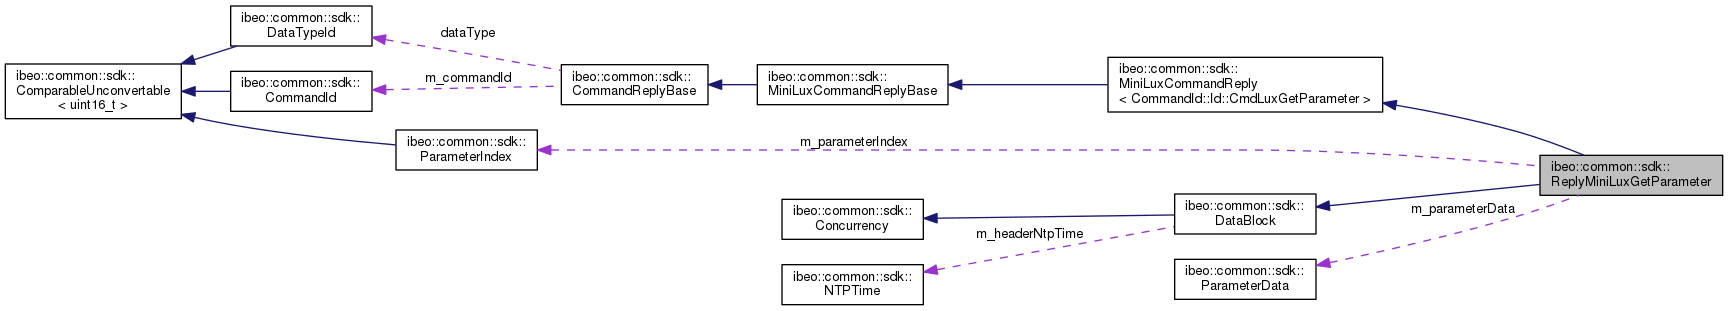 ibeo::common::sdk::
DataTypeId
dataType
ibeo::common::sdk::
ComparableUnconvertable
< uint16_t >
ibeo::common::sdk::
CommandId
m_commandId
ibeo::common::sdk::
CommandReplyBase
ibeo::common::sdk::
MiniLuxCommandReplyBase
ibeo::common::sdk::
MiniLuxCommandReply
< CommandId::Id::CmdLuxGetParameter >
ibeo::common::sdk::
ParameterIndex
m_parameterIndex
ibeo::common::sdk::
ReplyMiniLuxGetParameter
ibeo::common::sdk::
Concurrency
ibeo::common::sdk::
DataBlock
m_headerNtpTime
m_parameterData
ibeo::common::sdk::
NTPTime
ibeo::common::sdk::
ParameterData